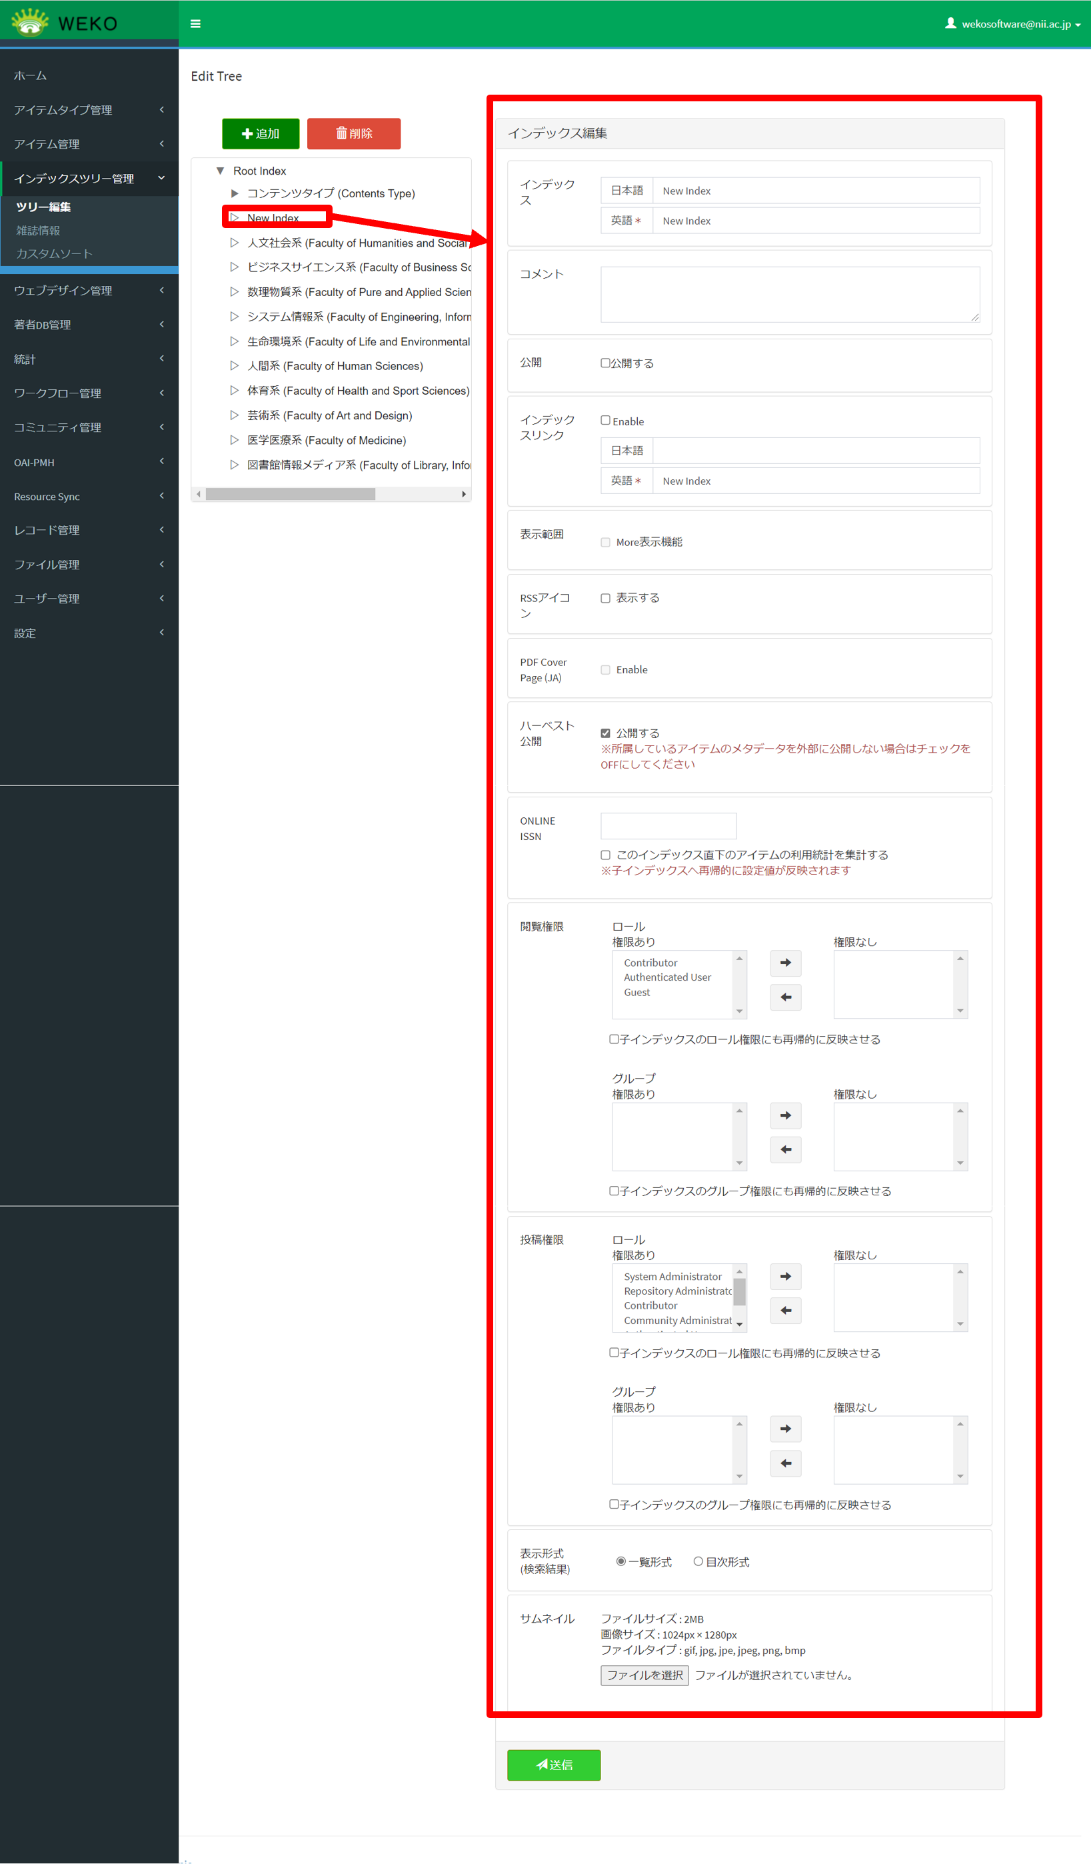 WEKO
wekosoftware@nii.ac.jp
ホーム
アイテムタイプ管理
アイテム管理
インデックスツリー管理
ツリー編集
雑誌情報
カスタムソート
ウェブデザイン管理
著者DB管理
統計
ワークフロー管理
コミュニティ管理
OAI-PMH
Resource Sync
レコード管理
ファイル管理
ユーザー管理
設定
Edit Tree
追加
削除
Root Index
コンテンツタイプ (Contents Type)
New Index
人文社会系 (Faculty of Humanities and Social
ビジネスサイエンス系 (Faculty of Business Sc
数理物質系 (Faculty of Pure and Applied Scien
システム情報系 (Faculty of Engineering, Inform
生命環境系 (Faculty of Life and Environmental
人間系 (Faculty of Human Sciences)
体育系 (Faculty of Health and Sport Sciences)
芸術系 (Faculty of Art and Design)
医学医療系 (Faculty of Medicine)
図書館情報メディア系 (Faculty of Library, Info
インデックス編集
インデック
ス
日本語 New Index
英語 * New Index
コメント
公開
公開する
インデック
スリンク
Enable
日本語
英語 * New Index
表示範囲
More表示機能
RSSアイコ
ン
表示する
PDF Cover
Page (JA)
Enable
ハーベスト
公開
公開する
※所属しているアイテムのメタデータを外部に公開しない場合はチェックを
OFFにしてください
ONLINE
ISSN
このインデックス直下のアイテムの利用統計を集計する
※子インデックスへ再帰的に設定値が反映されます
閲覧権限
ロール
権限あり 権限なし
Contributor
Authenticated User
Guest
子インデックスのロール権限にも再帰的に反映させる
グループ
権限あり 権限なし
子インデックスのグループ権限にも再帰的に反映させる
投稿権限
ロール
権限あり 権限なし
System Administrator
Repository Administratc
Contributor
Community Administrat
子インデックスのロール権限にも再帰的に反映させる
グループ
権限あり 権限なし
子インデックスのグループ権限にも再帰的に反映させる
表示形式
(検索結果)
一覧形式 目次形式
サムネイル
ファイルサイズ : 2MB
画像サイズ : 1024px × 1280px
ファイルタイプ : gif, jpg, jpe, jpeg, png, bmp
ファイルを選択 ファイルが選択されていません。
送信